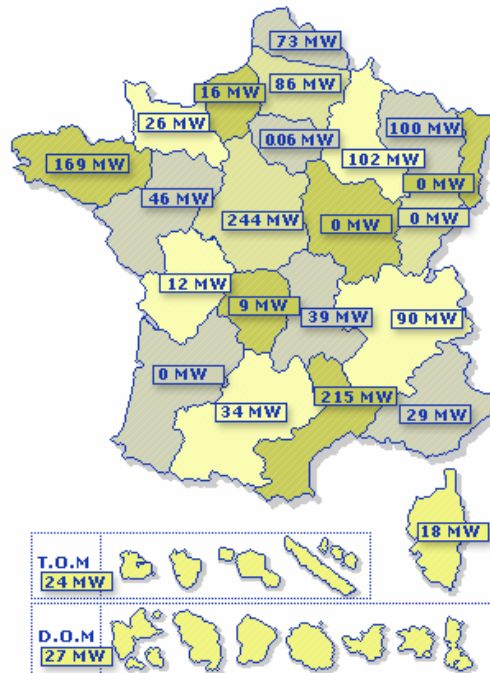 73 MW
86 MW
16 MW
26 MW
0.06 MW
100 MW
102 MW
169 MW
0 MW
46 MW
244 MW
0 MW
0 MW
12 MW
9 MW
39 MW
90 MW
0 MW
215 MW
34 MW
29 MW
18 MW
T.O.M
24 MW
D.O.M
27 MW